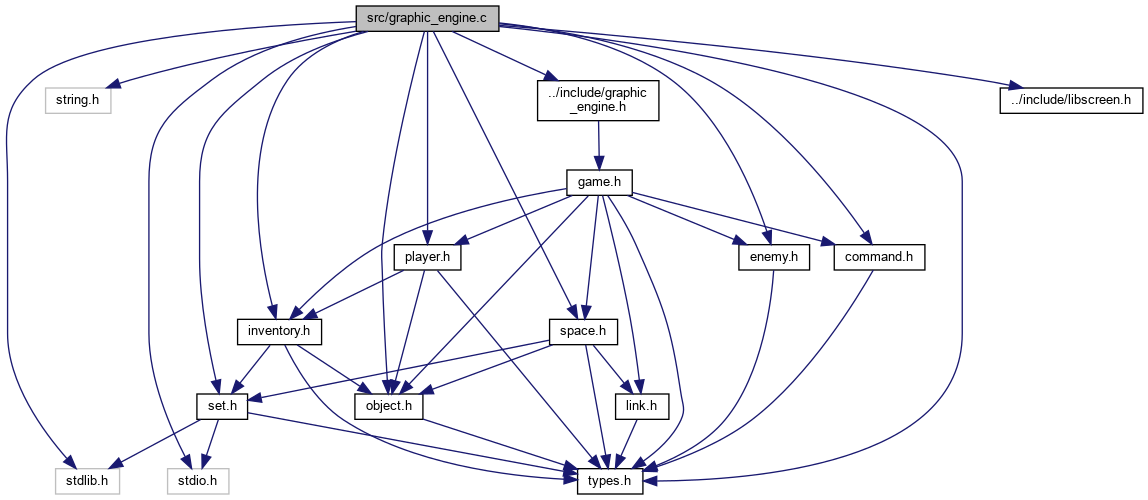 src/graphic_engine.c
string.h
../include/graphic
_engine.h
../include/libscreen.h
game.h
player.h
enemy.h
command.h
inventory.h
space.h
set.h
object.h
link.h
stdlib.h
stdio.h
types.h